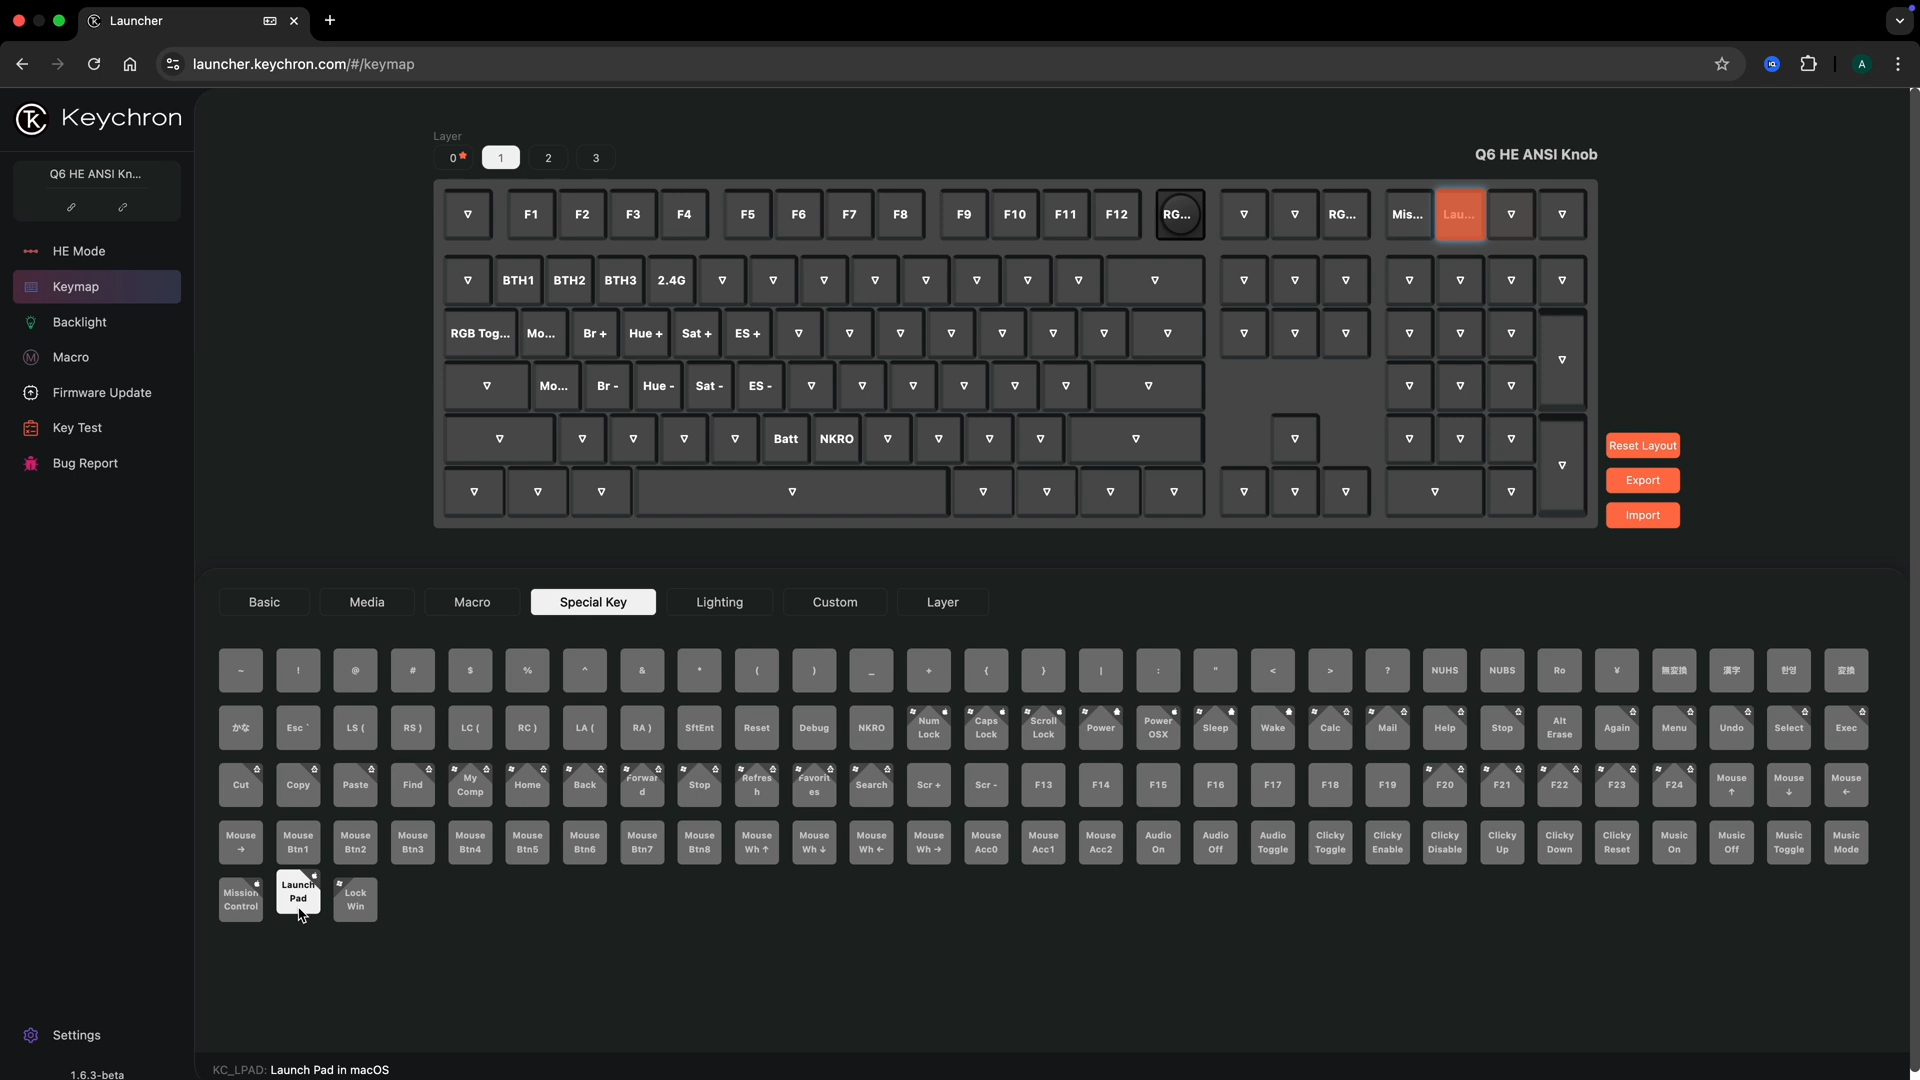 Launcher
launcher.keychron.com/#/keymap
A
Keychron
Q6 HE ANSI Kn...
HE Mode
Keymap
Backlight
Macro
Firmware Update
Key Test
Bug Report
Settings
1.6.3-beta
Layer
0 1 2 3
Q6 HE ANSI Knob
F1 F2 F3 F4 F5 F6 F7 F8 F9 F10 F11 F12 RG... RG... Mis... Lau...
BTH1 BTH2 BTH3 2.4G
RGB Tog... Mo... Br + Hue + Sat + ES +
Mo... Br - Hue - Sat - ES -
Batt NKRO
Reset Layout
Export
Import
Basic Media Macro Special Key Lighting Custom Layer
~ ! @ # $ % ^ & * ( ) _ + { } | : " < > ? NUHS NUBS Ro ¥ 無変換 漢字 한영 変換
かな Esc ` LS ( RS ) LC ( RC ) LA ( RA ) SftEnt Reset Debug NKRO Num Lock Caps Lock Scroll Lock Power Power OSX Sleep Wake Calc Mail Help Stop Alt Erase Again Menu Undo Select Exec
Cut Copy Paste Find My Comp Home Back Forward Stop Refresh Favorites Search Scr + Scr - F13 F14 F15 F16 F17 F18 F19 F20 F21 F22 F23 F24 Mouse ↑ Mouse ↓ Mouse ←
Mouse → Mouse Btn1 Mouse Btn2 Mouse Btn3 Mouse Btn4 Mouse Btn5 Mouse Btn6 Mouse Btn7 Mouse Btn8 Mouse Wh ↑ Mouse Wh ↓ Mouse Wh ← Mouse Wh → Mouse Acc0 Mouse Acc1 Mouse Acc2 Audio On Audio Off Audio Toggle Clicky Toggle Clicky Enable Clicky Disable Clicky Up Clicky Down Clicky Reset Music On Music Off Music Toggle Music Mode
Mission Control Launch Pad Lock Win
KC_LPAD: Launch Pad in macOS